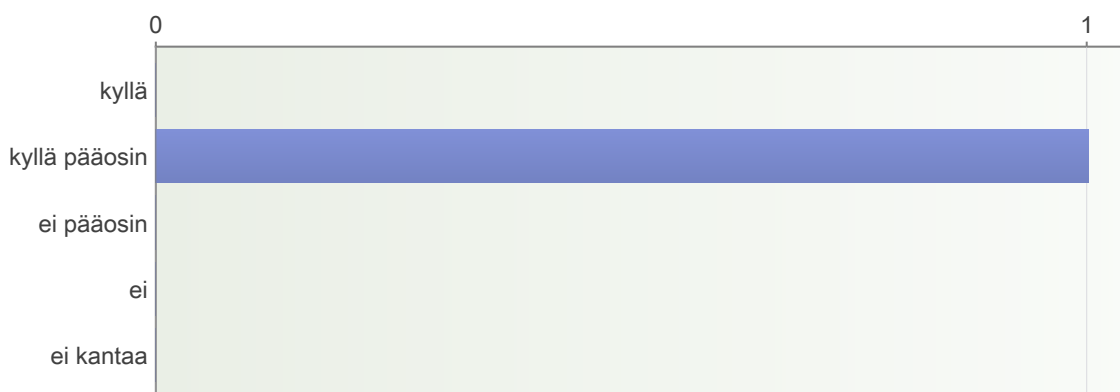 0 1
kyllä
kyllä pääosin
ei pääosin
ei
ei kantaa